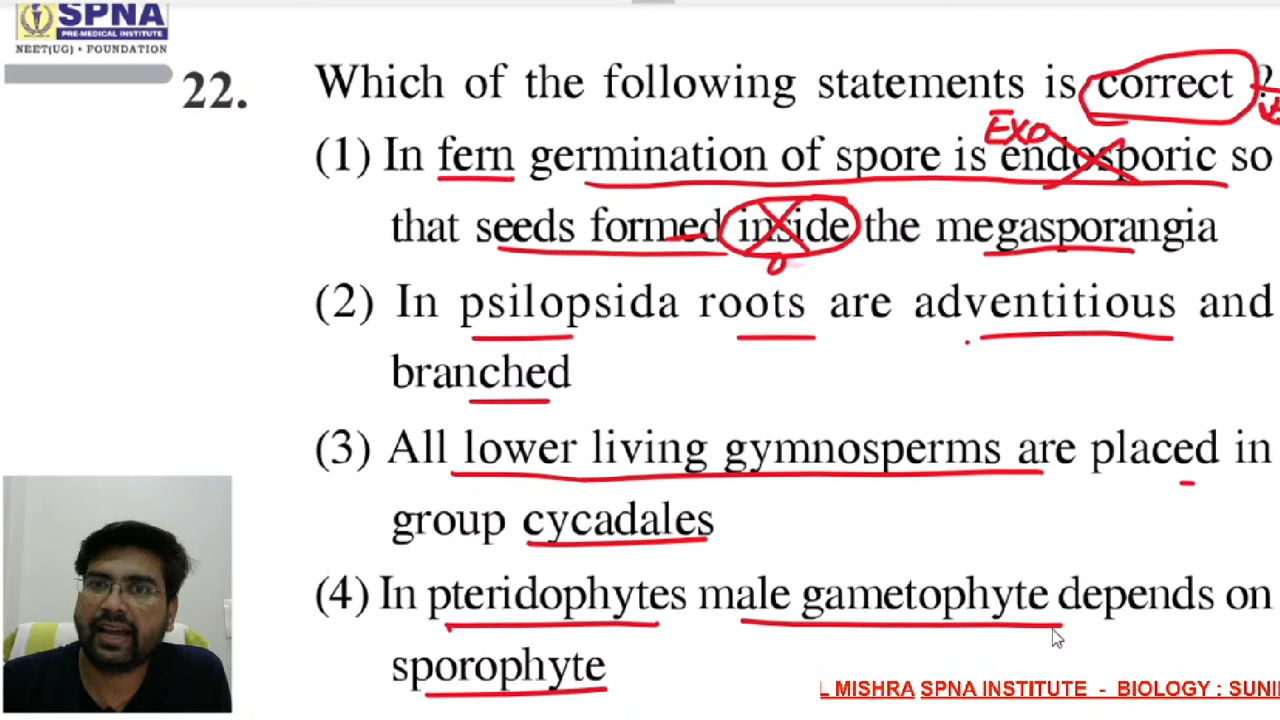 SPNA
PRE-MEDICAL INSTITUTE
NEET(UG) • FOUNDATION
22. Which of the following statements is correct ?
Exo
(1) In fern germination of spore is endosporic so
that seeds formed inside the megasporangia
(2) In psilopsida roots are adventitious and
branched
(3) All lower living gymnosperms are placed in
group cycadales
(4) In pteridophytes male gametophyte depends on
sporophyte
L MISHRA SPNA INSTITUTE - BIOLOGY : SUNI